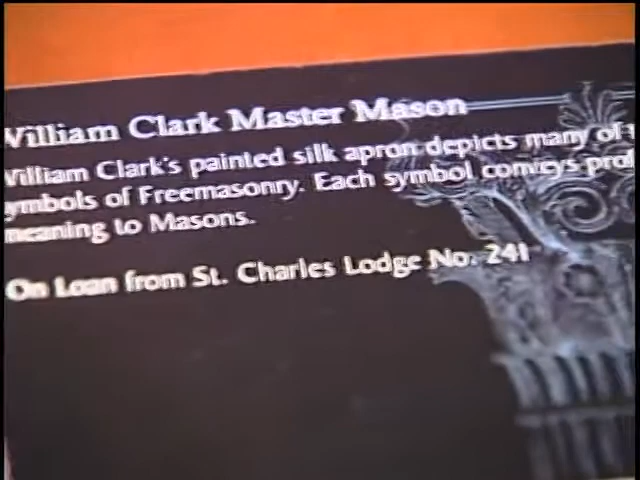 William Clark Master Mason
William Clark's painted silk apron depicts many of
symbols of Freemasonry. Each symbol conveys
meaning to Masons.
On Loan from St. Charles Lodge No. 241